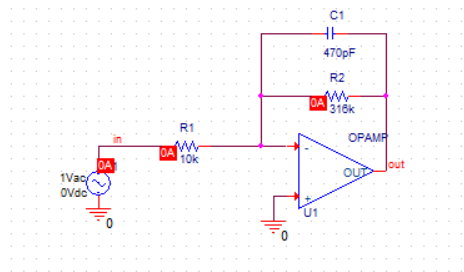 C1
470pF
R2
0A
316k
OPAMP
in
R1
0A
10k
-
OUT
out
+
U1
0A
1Vac
0Vdc
0
0